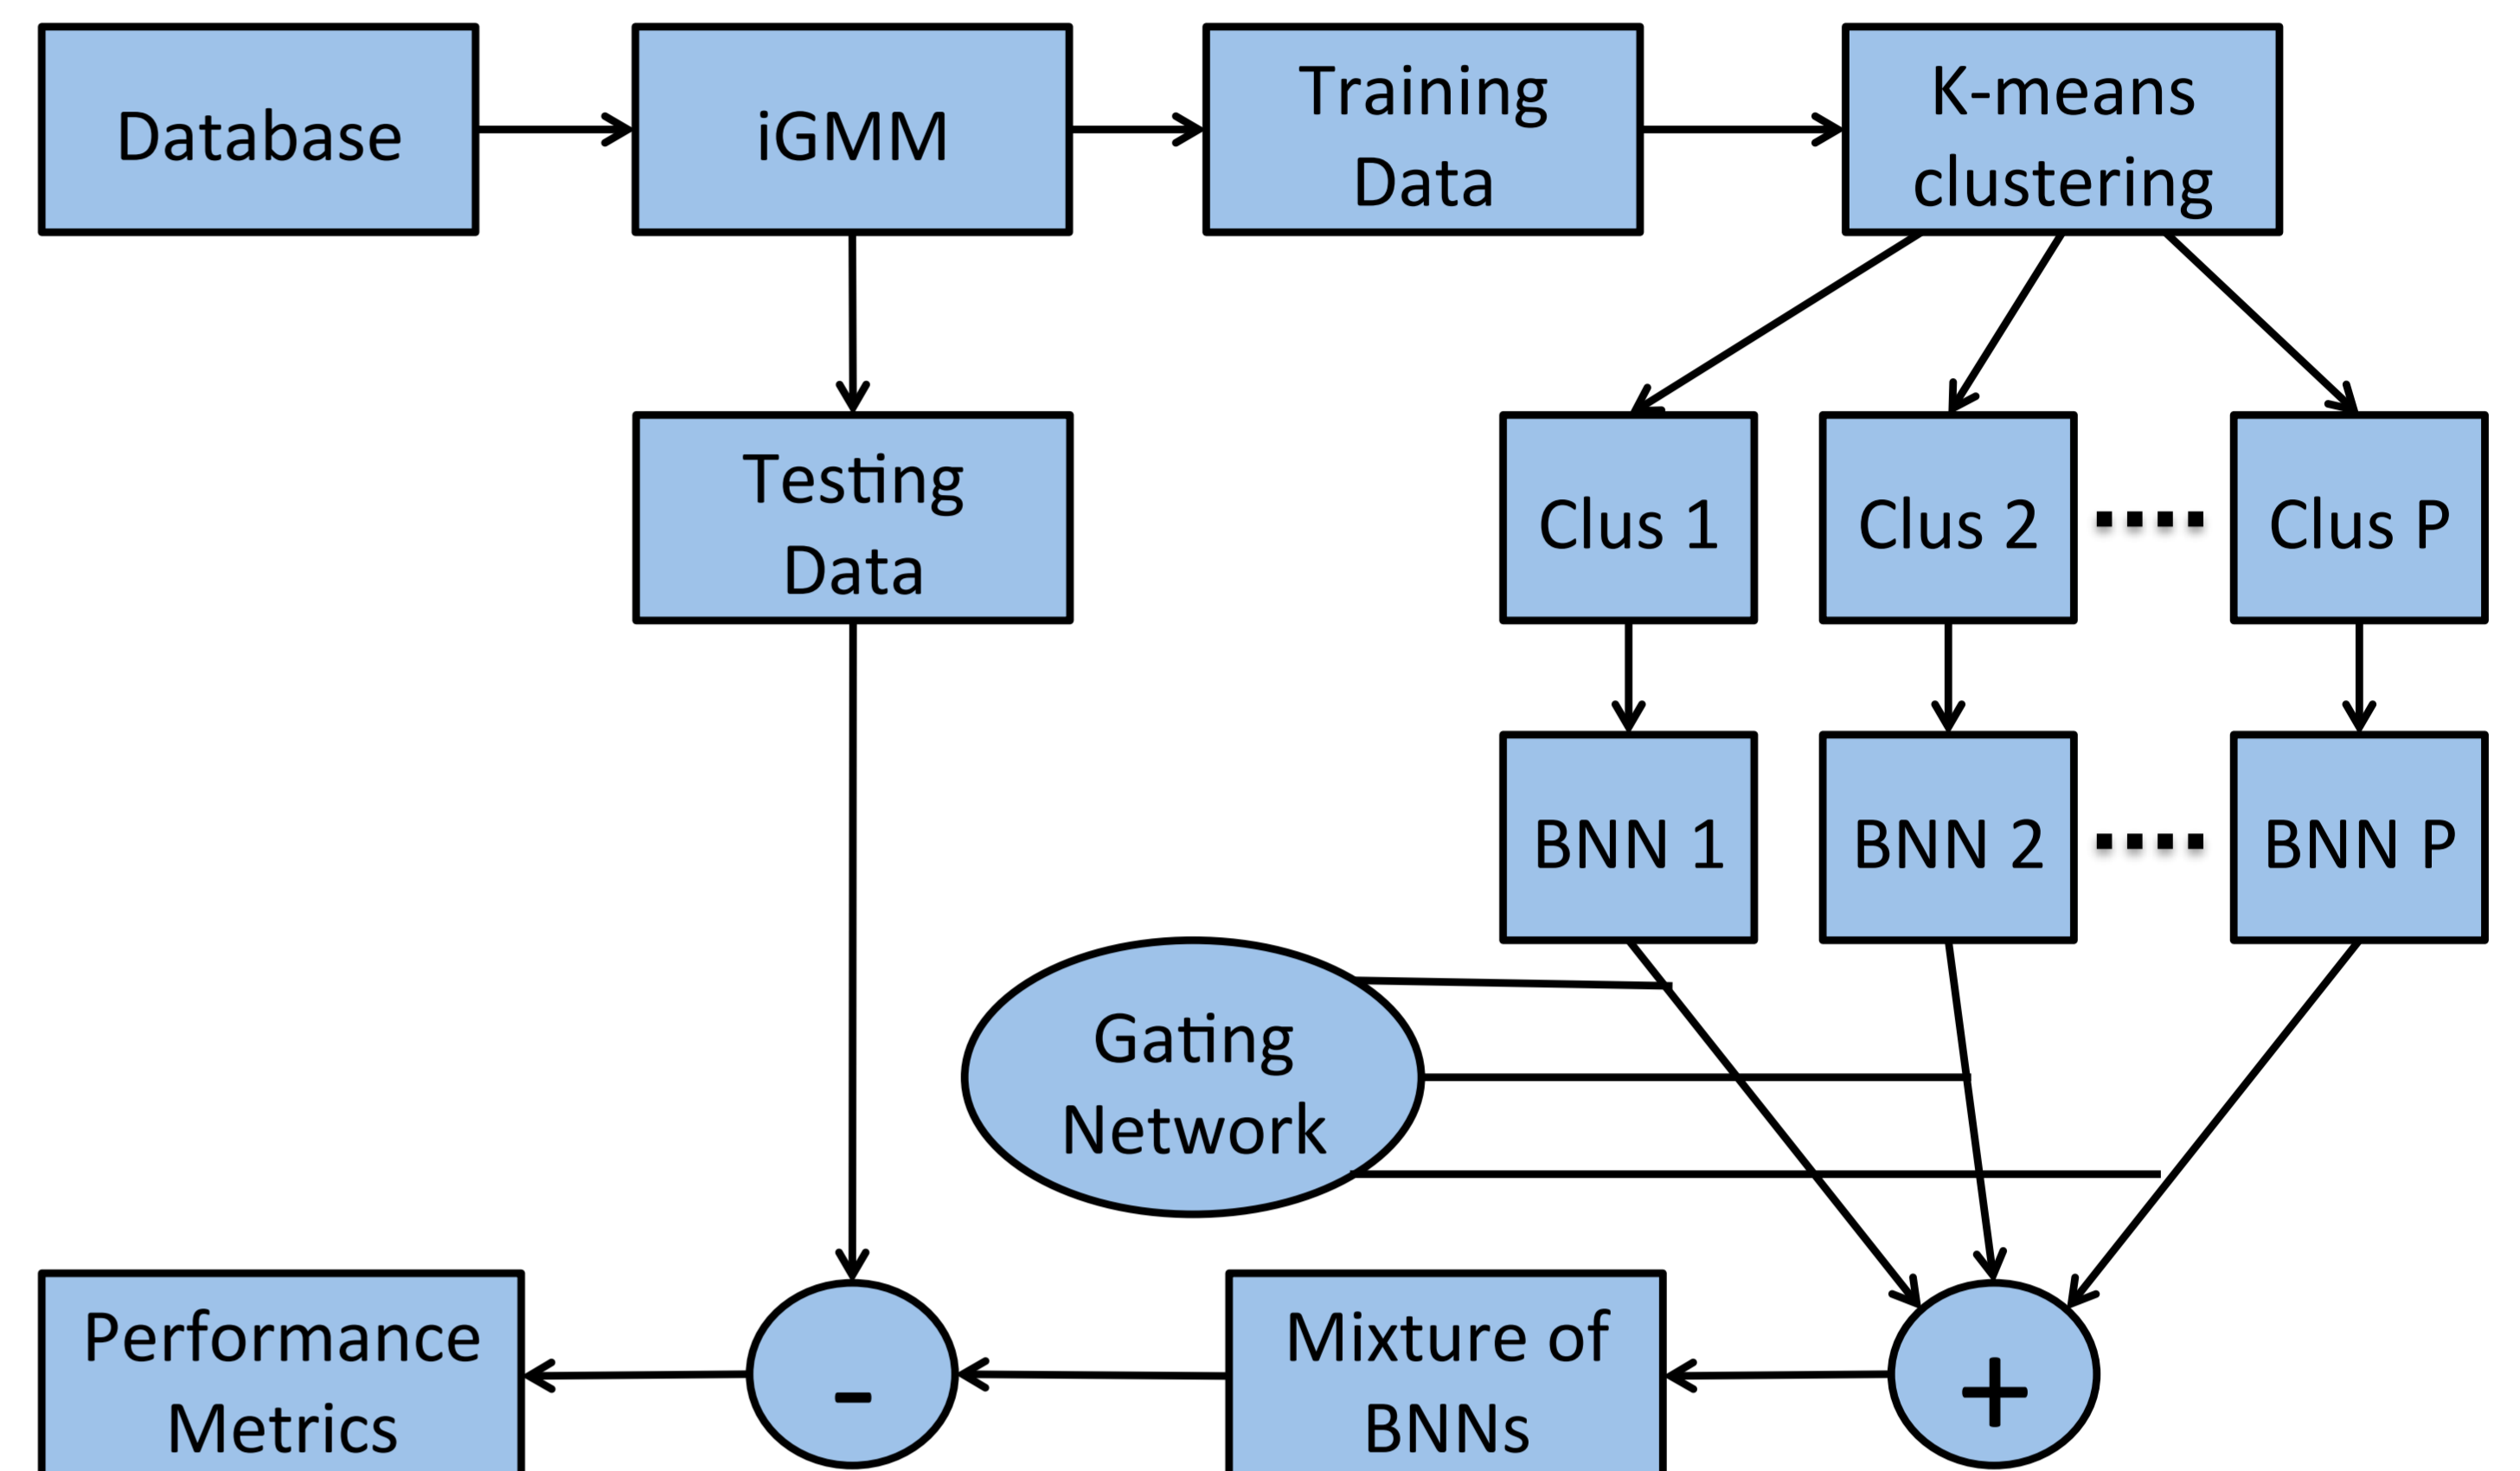 Database
iGMM
Training
Data
K-means
clustering
Testing
Data
Clus 1
Clus 2
Clus P
BNN 1
BNN 2
BNN P
Gating
Network
Performance
Metrics
-
Mixture of
BNNs
+